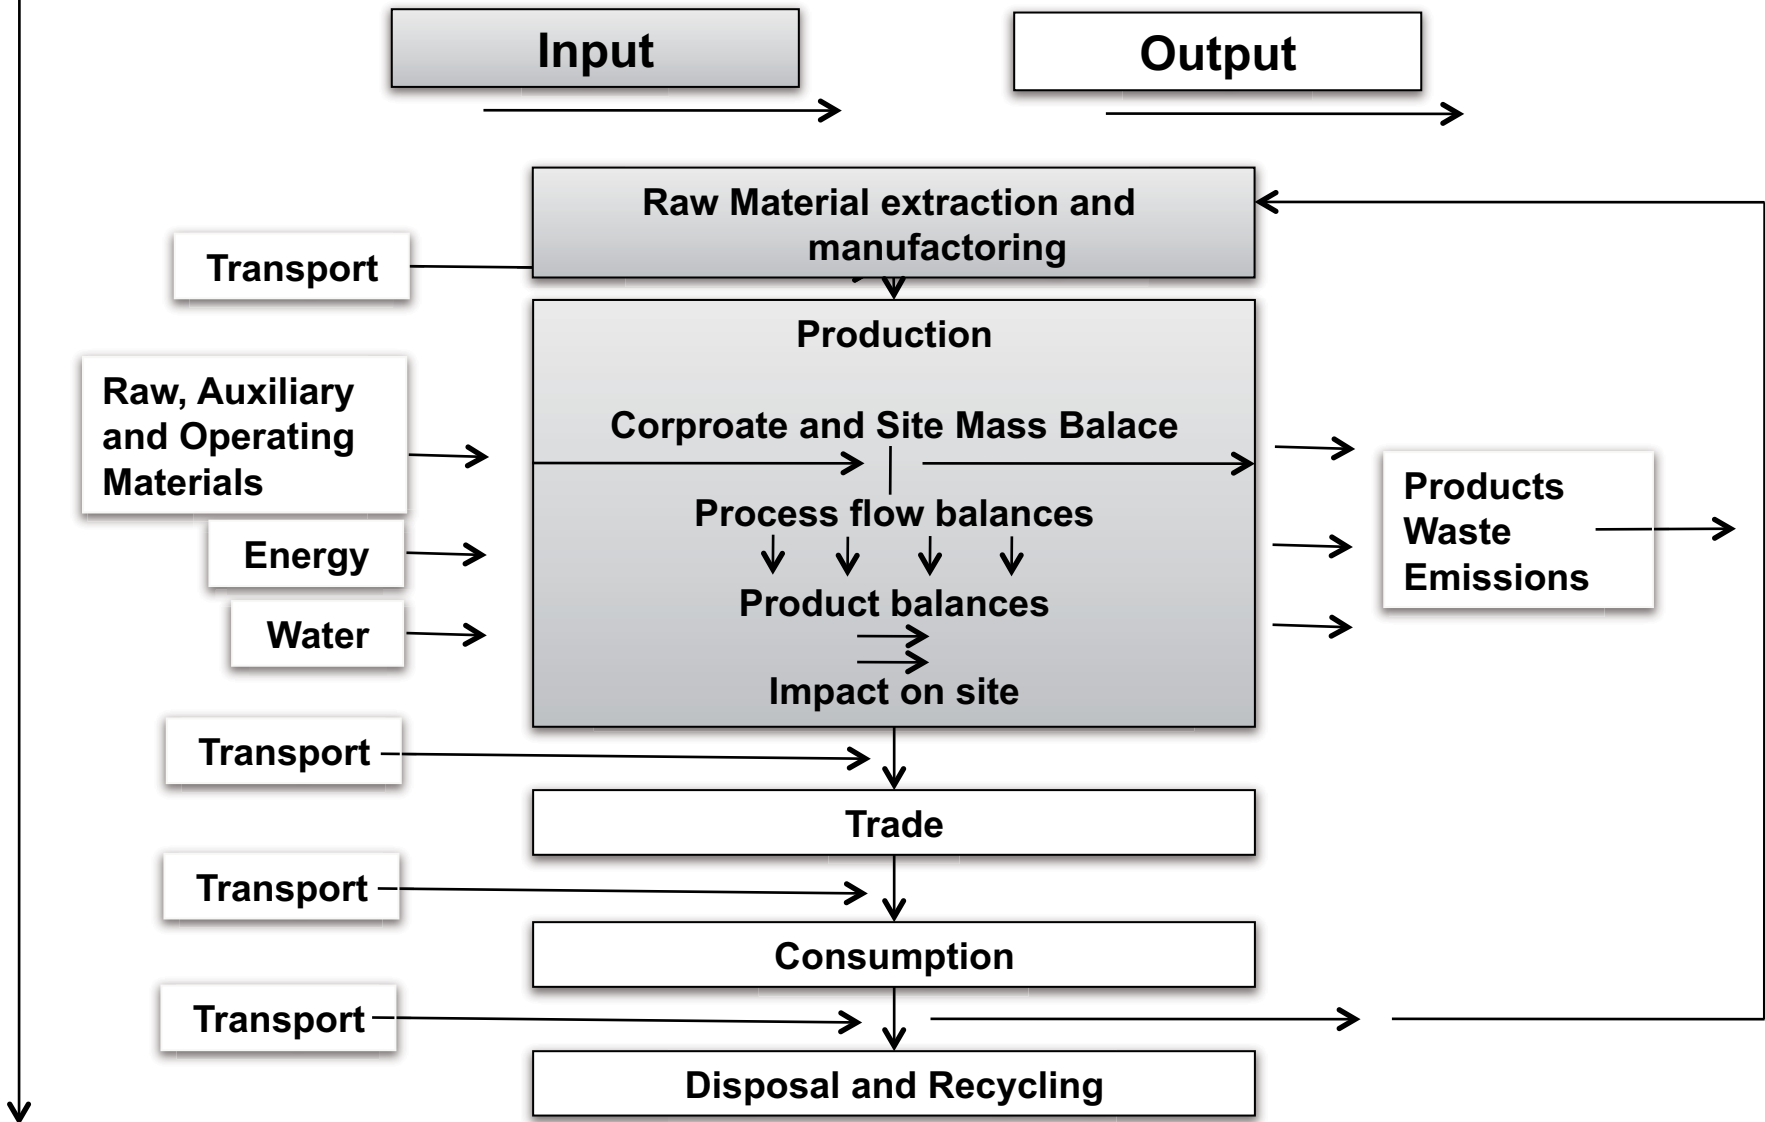 Input
Output
Raw Material extraction and
manufactoring
Transport
Production
Raw, Auxiliary
and Operating
Materials
Corproate and Site Mass Balace
Process flow balances
Products
Waste
Emissions
Energy
Product balances
Water
Impact on site
Transport
Trade
Transport
Consumption
Transport
Disposal and Recycling